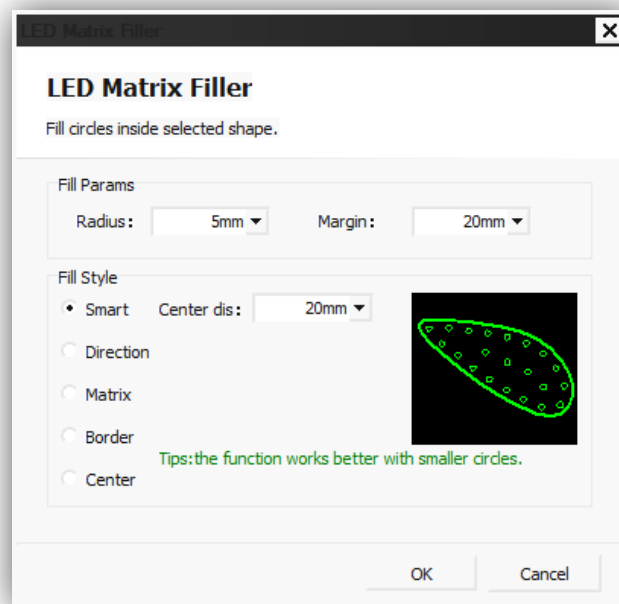 LED Matrix Filler
LED Matrix Filler
Fill circles inside selected shape.
Fill Params
Radius: 5mm Margin: 20mm
Fill Style
Smart Center dis: 20mm
Direction
Matrix
Border
Tips:the function works better with smaller circles.
Center
OK Cancel